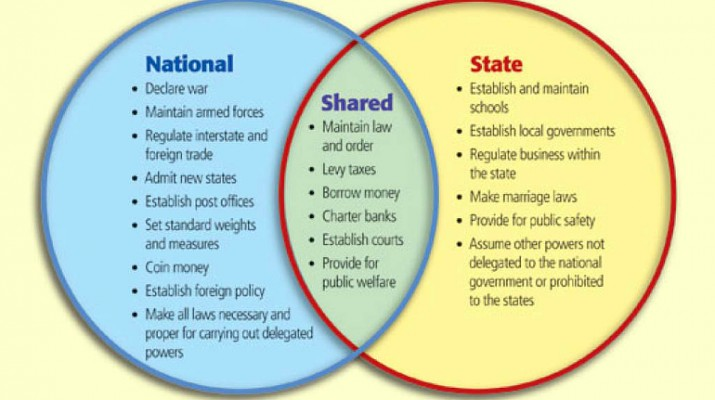 National
• Declare war
• Maintain armed forces
• Regulate interstate and
foreign trade
• Admit new states
• Establish post offices
• Set standard weights
and measures
• Coin money
• Establish foreign policy
• Make all laws necessary and
proper for carrying out delegated
powers
Shared
• Maintain law
and order
• Levy taxes
• Borrow money
• Charter banks
• Establish courts
• Provide for
public welfare
State
• Establish and maintain
schools
• Establish local governments
• Regulate business within
the state
• Make marriage laws
• Provide for public safety
• Assume other powers not
delegated to the national
government or prohibited
to the states